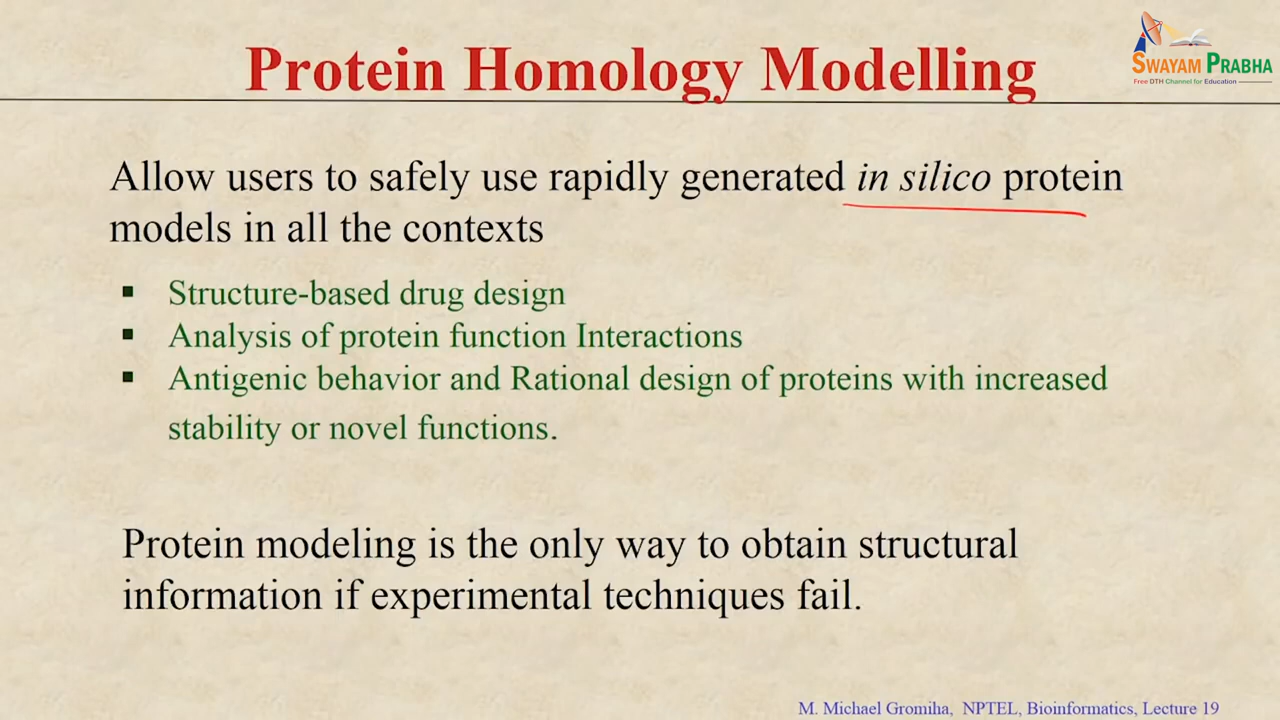 Protein Homology Modelling
SWAYAM PRABHA
Free DTH Channel for Education
Allow users to safely use rapidly generated in silico protein
models in all the contexts
▪ Structure-based drug design
▪ Analysis of protein function Interactions
▪ Antigenic behavior and Rational design of proteins with increased
stability or novel functions.
Protein modeling is the only way to obtain structural
information if experimental techniques fail.
M. Michael Gromiha, NPTEL, Bioinformatics, Lecture 19